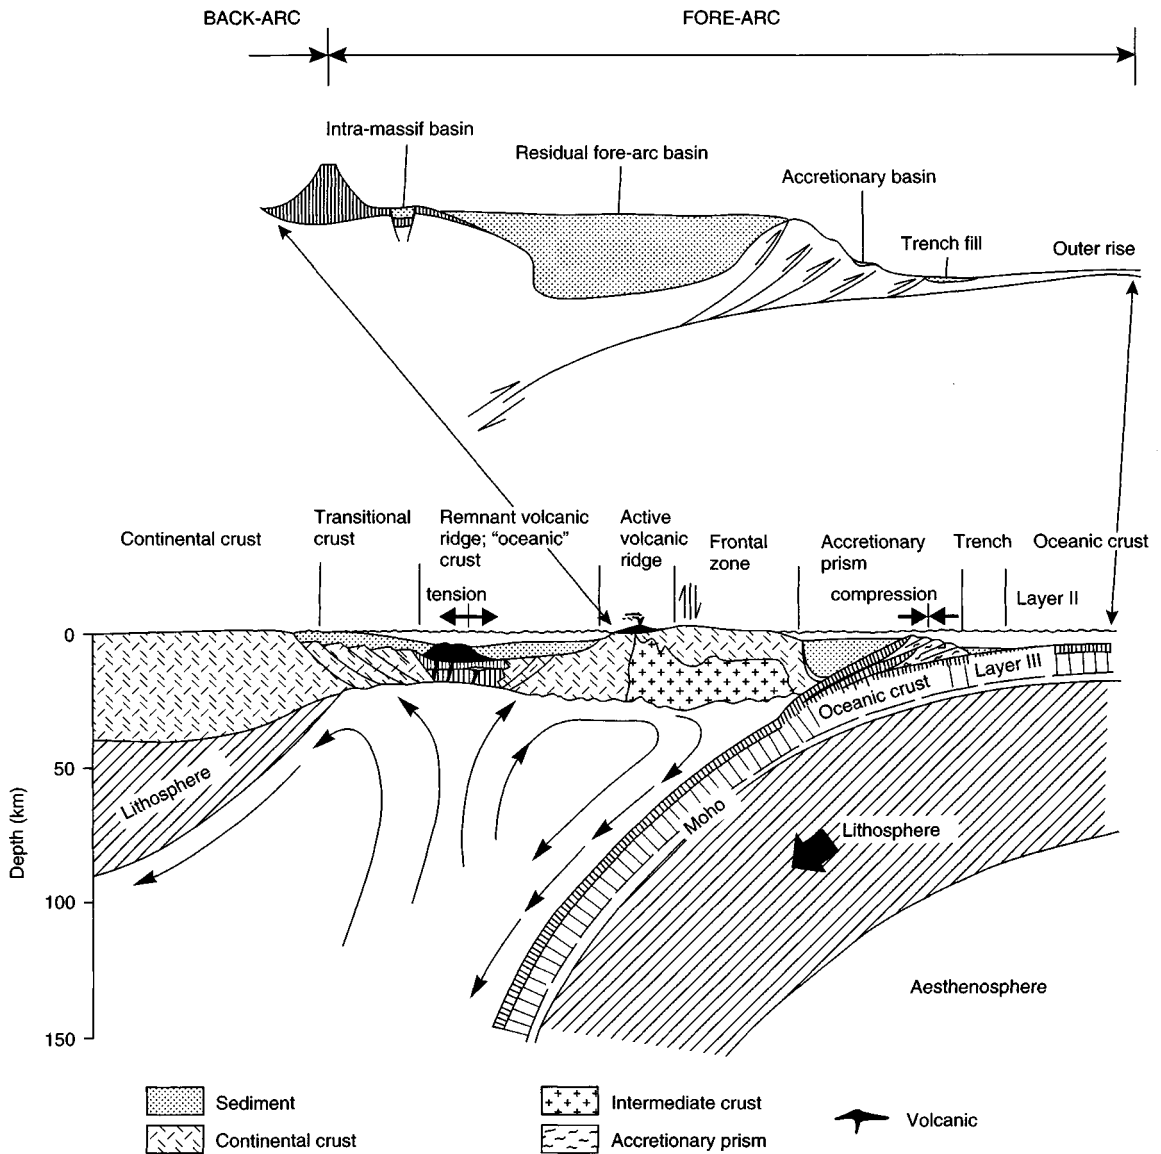 BACK-ARC
FORE-ARC
Intra-massif basin
Residual fore-arc basin
Accretionary basin
Trench fill
Outer rise
Continental crust
Transitional
crust
Remnant volcanic
ridge; "oceanic"
crust
Active
volcanic
ridge
Frontal
zone
Accretionary
prism
Trench
Oceanic crust
tension
compression
Layer II
0
Layer III
Oceanic crust
50
Lithosphere
Moho
Lithosphere
Depth (km)
100
Aesthenosphere
150
Sediment
Intermediate crust
Volcanic
Continental crust
Accretionary prism